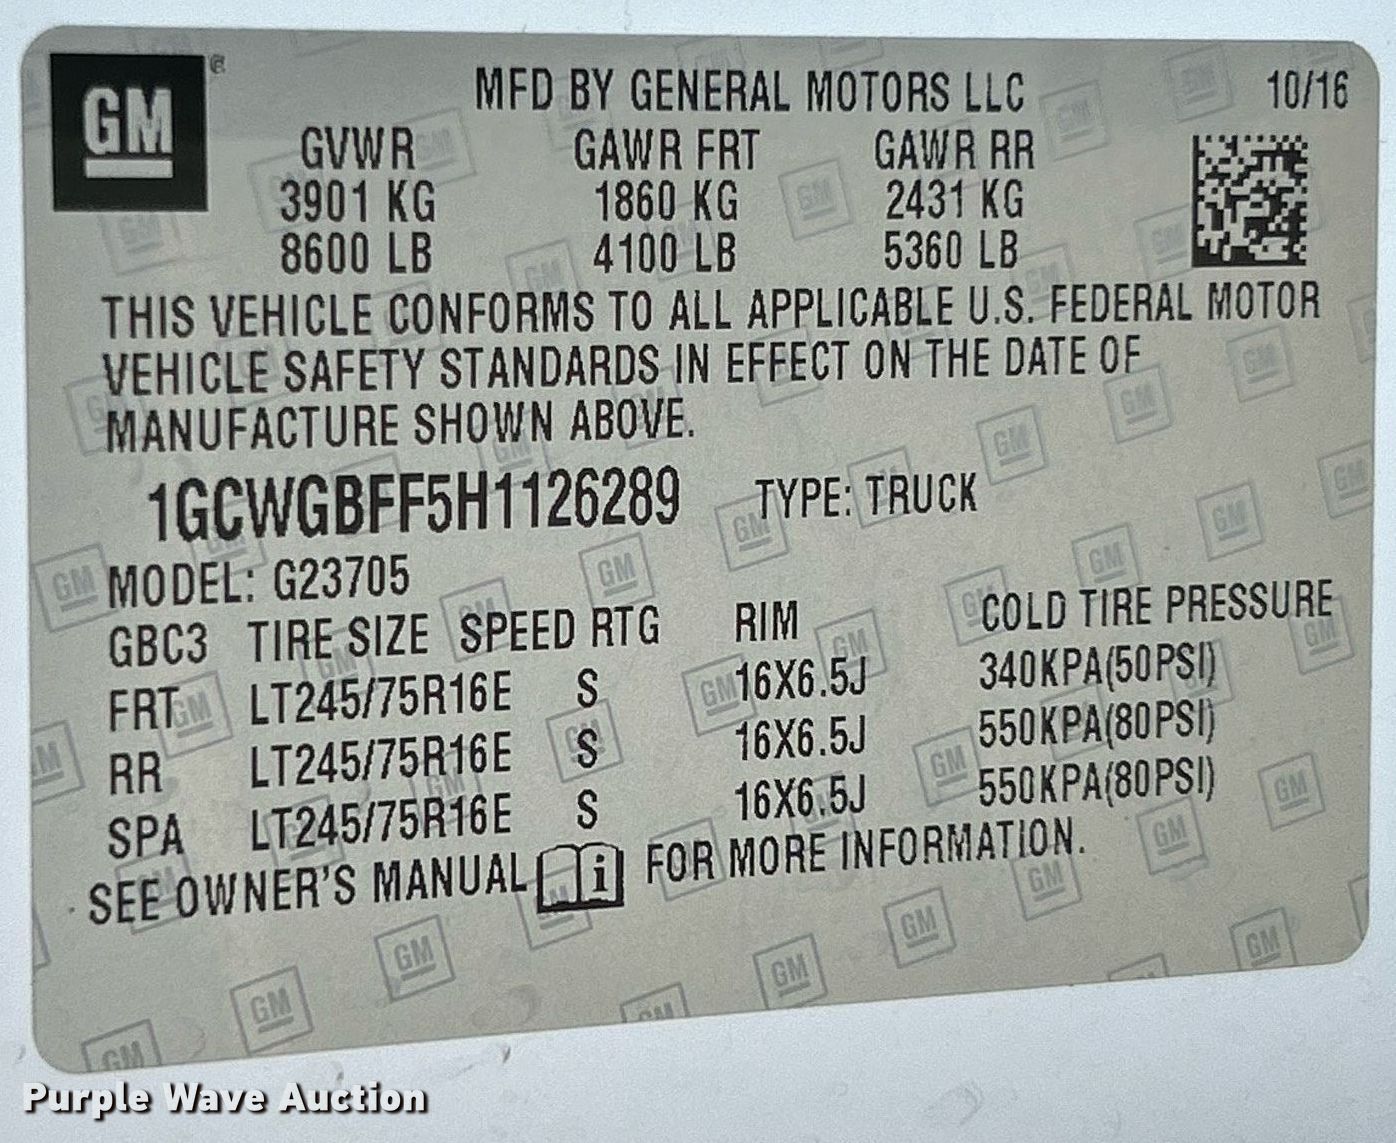 GM
MFD BY GENERAL MOTORS LLC 10/16
GVWR GAWR FRT GAWR RR
3901 KG 1860 KG 2431 KG
8600 LB 4100 LB 5360 LB
THIS VEHICLE CONFORMS TO ALL APPLICABLE U.S. FEDERAL MOTOR
VEHICLE SAFETY STANDARDS IN EFFECT ON THE DATE OF
MANUFACTURE SHOWN ABOVE.
1GCWGBFF5H1126289 TYPE: TRUCK
MODEL: G23705
GBC3 TIRE SIZE SPEED RTG RIM COLD TIRE PRESSURE
FRT LT245/75R16E S 16X6.5J 340KPA(50PSI)
RR LT245/75R16E S 16X6.5J 550KPA(80PSI)
SPA LT245/75R16E S 16X6.5J 550KPA(80PSI)
SEE OWNER'S MANUAL i FOR MORE INFORMATION.
Purple Wave Auction